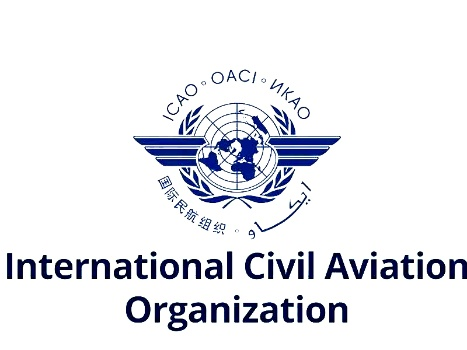 ICAO · OACI · ИКАО
国际民航组织 · ايكاو
International Civil Aviation
Organization